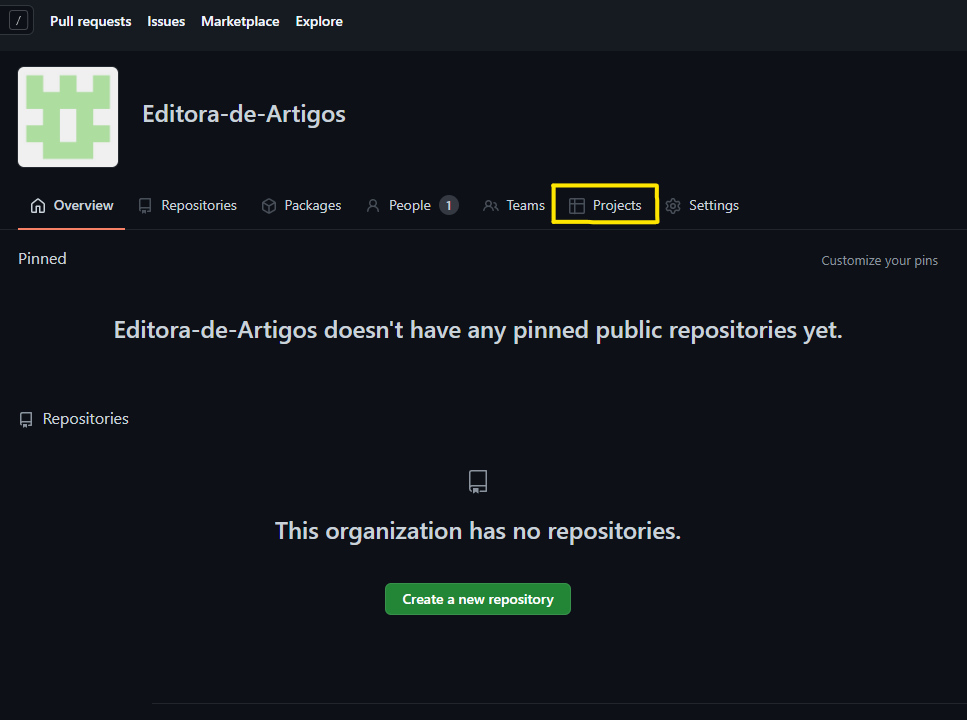 / Pull requests Issues Marketplace Explore
Editora-de-Artigos
Overview Repositories Packages People 1 Teams Projects Settings
Pinned Customize your pins
Editora-de-Artigos doesn't have any pinned public repositories yet.
Repositories
This organization has no repositories.
Create a new repository